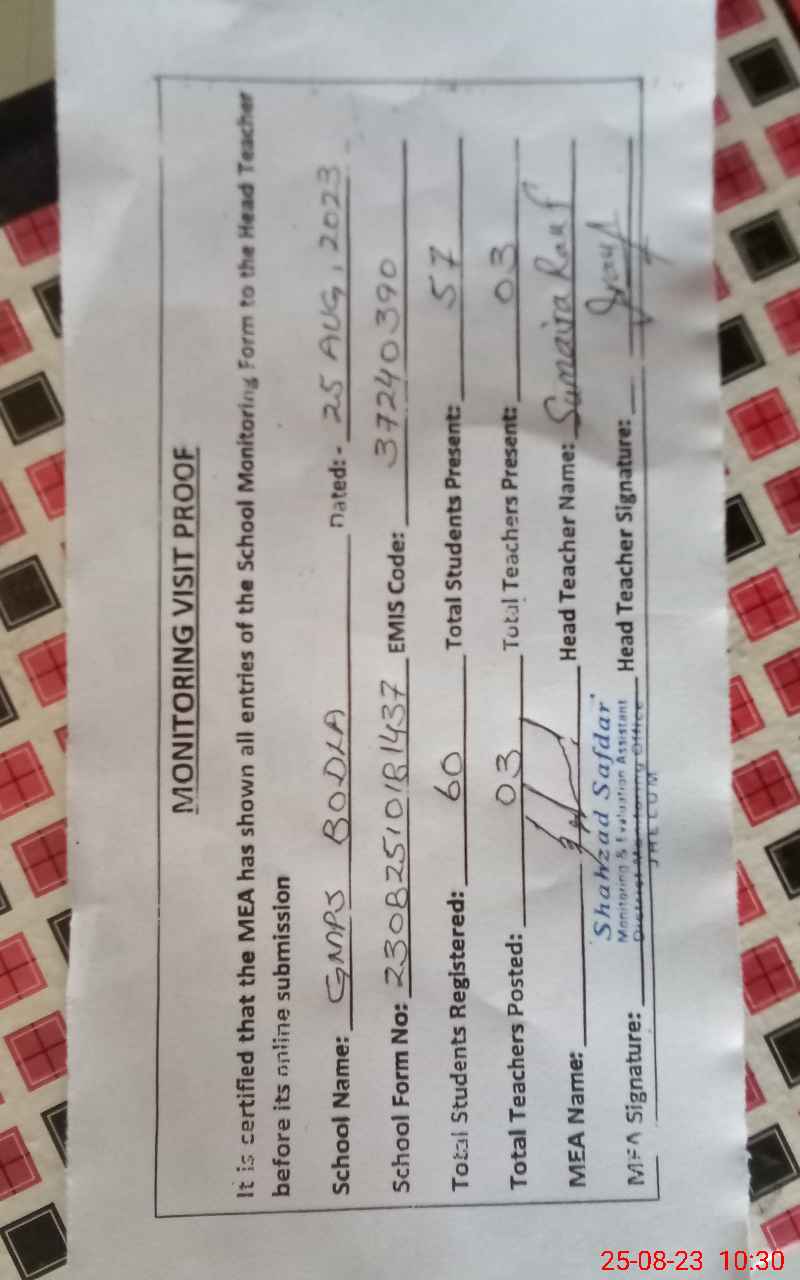 MONITORING VISIT PROOF
It is certified that the MEA has shown all entries of the School Monitoring Form to the Head Teacher
before its online submission
School Name: GMPS BODLA Dated:- 25 AUG, 2023
School Form No: 23082510181437 EMIS Code: 37240390
Total Students Registered: 60 Total Students Present: 57
Total Teachers Posted: 03 Total Teachers Present: 03
MEA Name: Head Teacher Name: Sumaira Rauf
Shahzad Safdar
Monitoring & Evaluation Assistant
District Monitoring Office
JHELUM
MEA Signature: Head Teacher Signature:
25-08-23 10:30